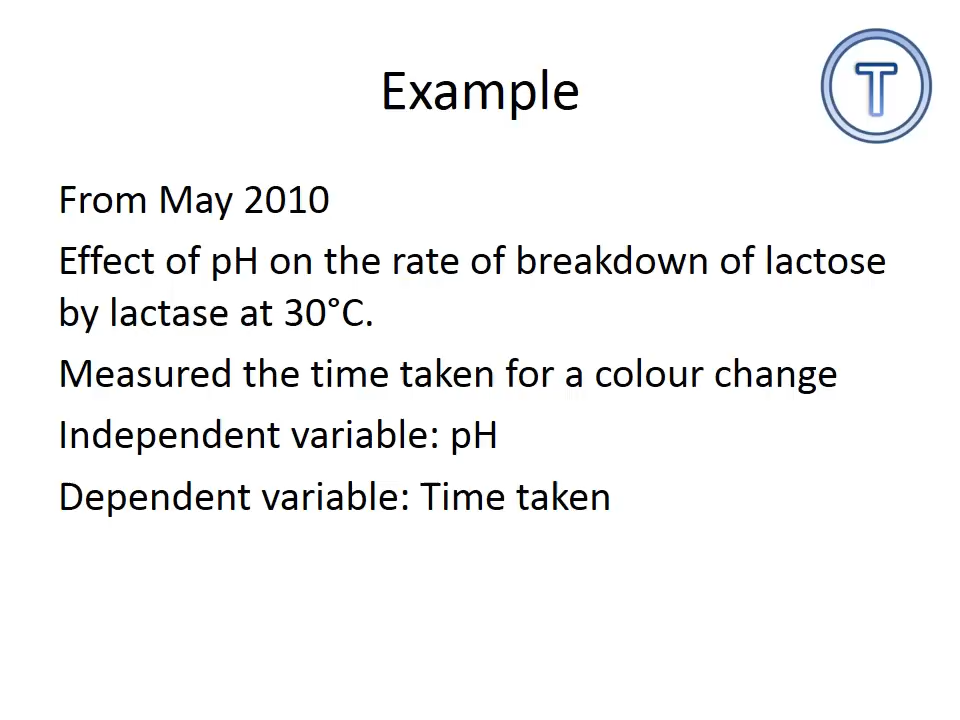 Example
T
From May 2010
Effect of pH on the rate of breakdown of lactose
by lactase at 30°C.
Measured the time taken for a colour change
Independent variable: pH
Dependent variable: Time taken